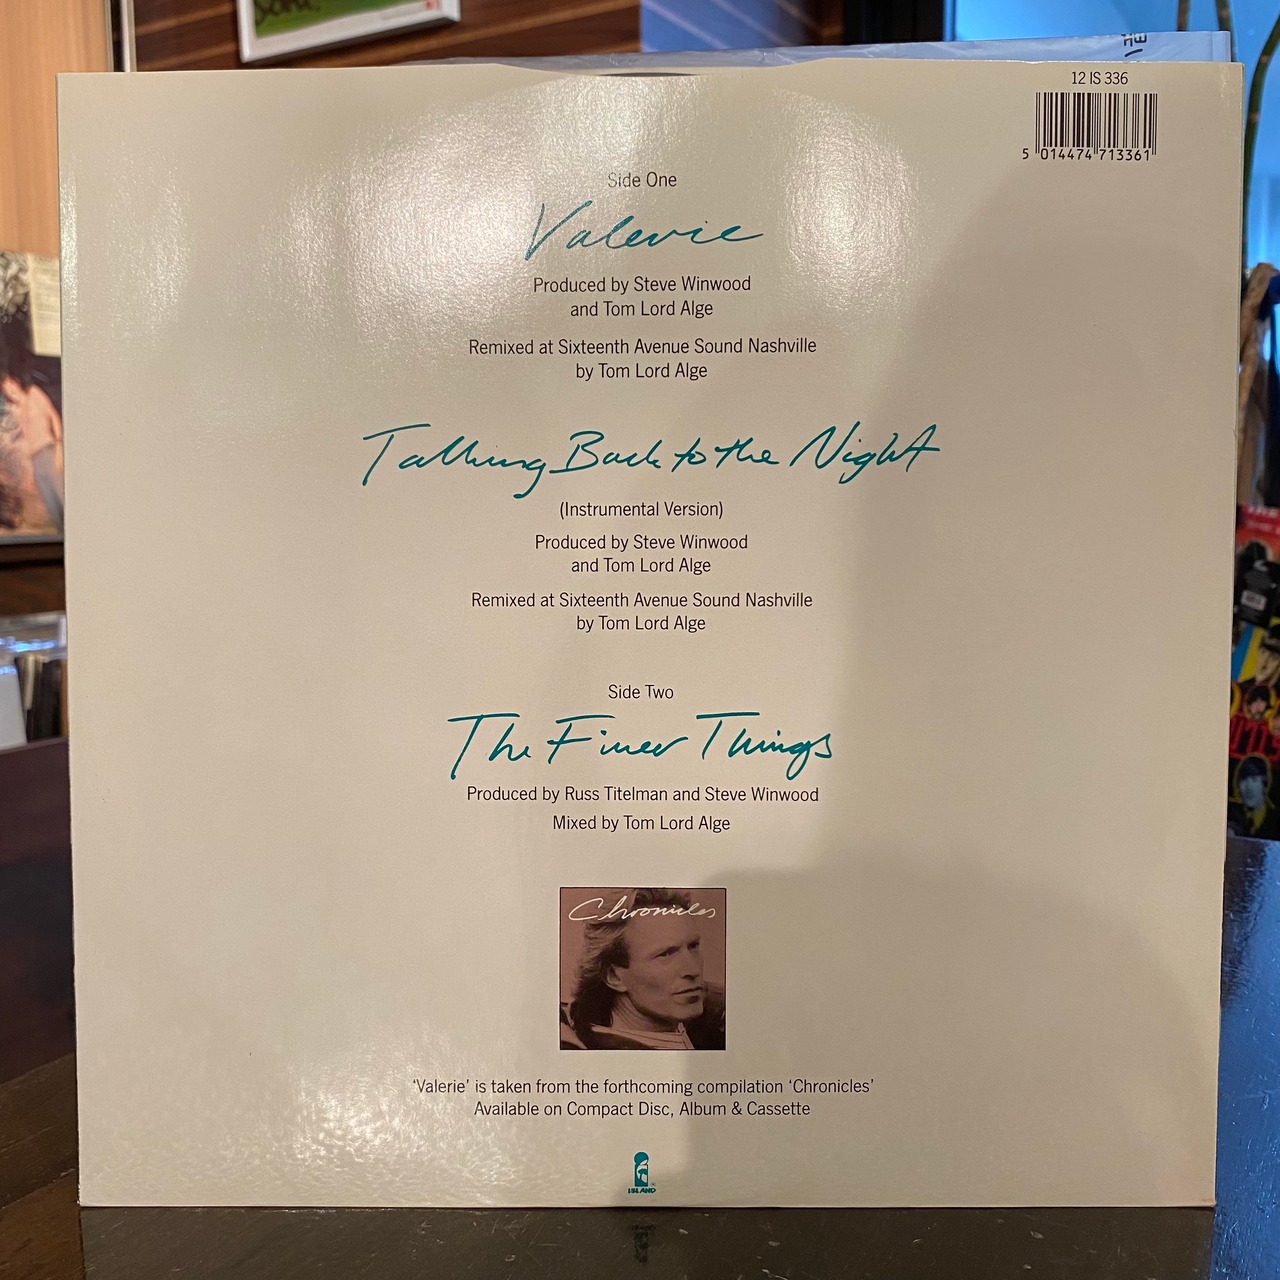 12 IS 336
5 014474 713361
Side One
Valerie
Produced by Steve Winwood
and Tom Lord Alge
Remixed at Sixteenth Avenue Sound Nashville
by Tom Lord Alge
Talking Back to the Night
(Instrumental Version)
Produced by Steve Winwood
and Tom Lord Alge
Remixed at Sixteenth Avenue Sound Nashville
by Tom Lord Alge
Side Two
The Finer Things
Produced by Russ Titelman and Steve Winwood
Mixed by Tom Lord Alge
Chronicles
‘Valerie’ is taken from the forthcoming compilation ‘Chronicles’
Available on Compact Disc, Album & Cassette
ISLAND